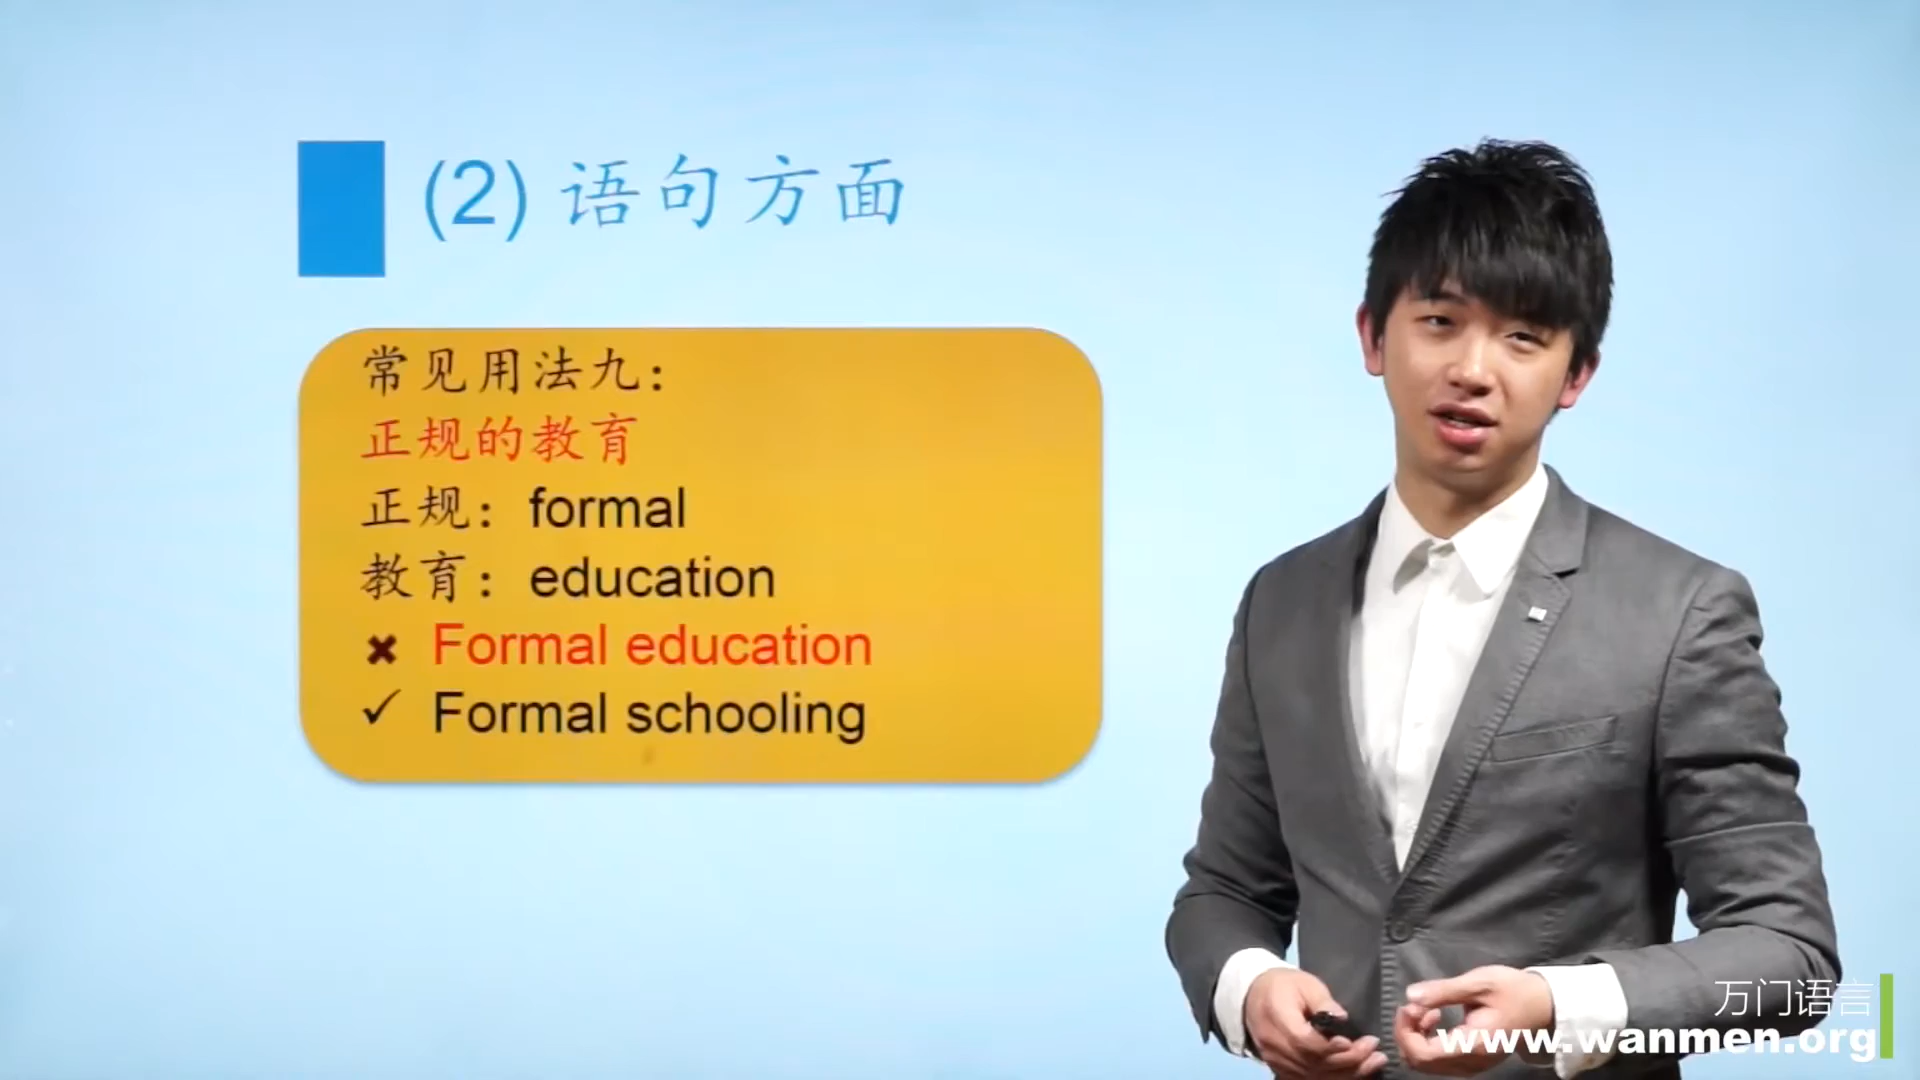 (2) 语句方面
常见用法九：
正规的教育
正规：formal
教育：education
✖ Formal education
✓ Formal schooling
万门语言
www.wanmen.org